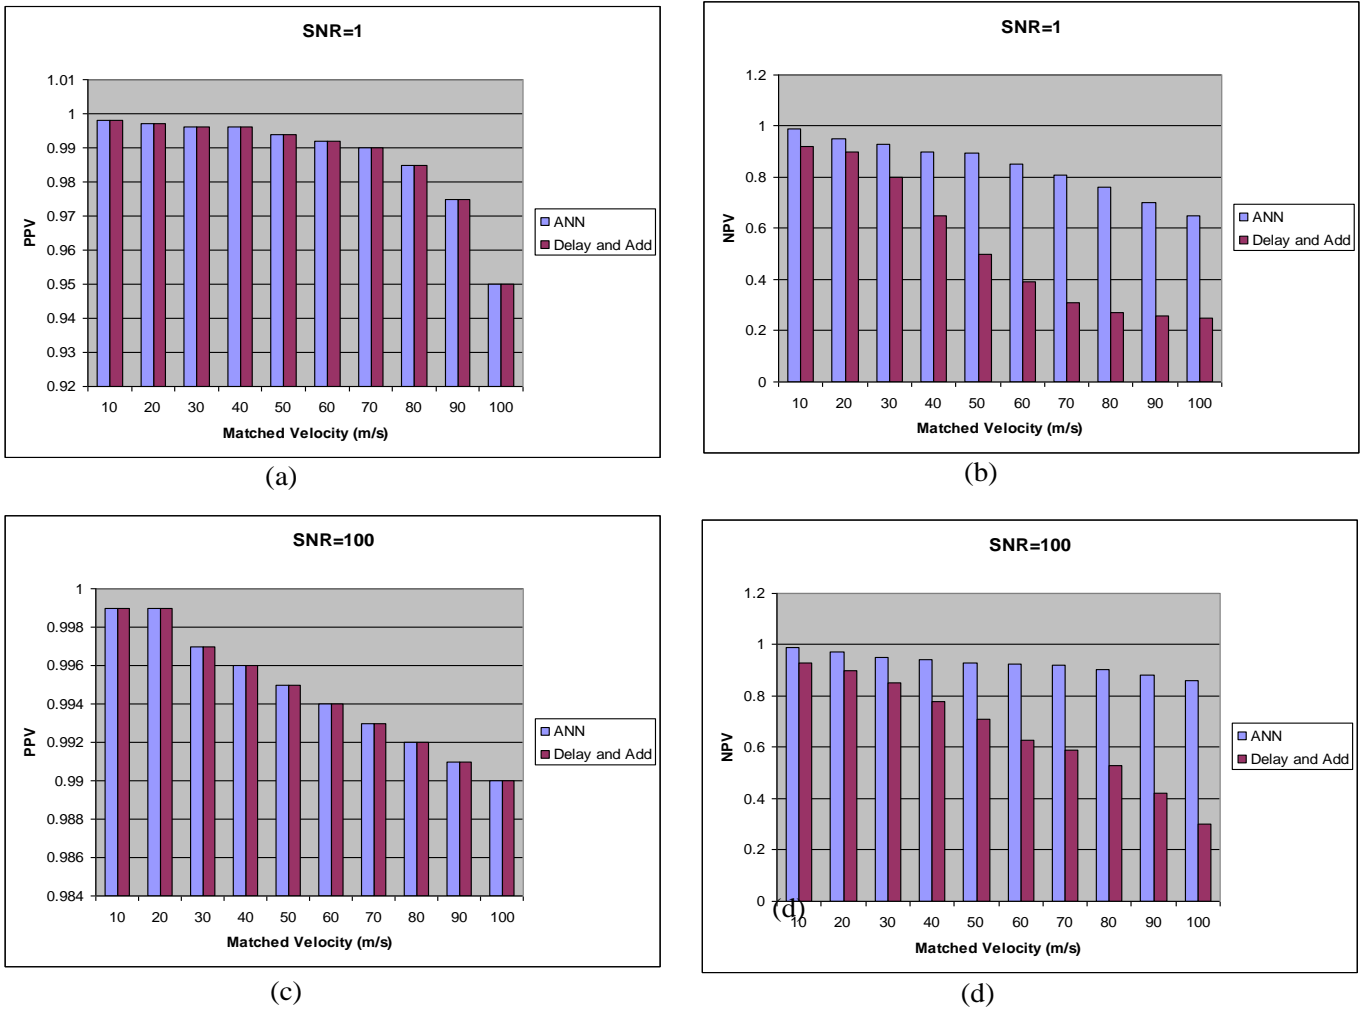 SNR=1
1.01
1
0.99
0.98
0.97
0.96
0.95
0.94
0.93
0.92
PPV
10 20 30 40 50 60 70 80 90 100
Matched Velocity (m/s)
ANN
Delay and Add
(a)
SNR=1
1.2
1
0.8
0.6
0.4
0.2
0
NPV
10 20 30 40 50 60 70 80 90 100
Matched Velocity (m/s)
ANN
Delay and Add
(b)
SNR=100
1
0.998
0.996
0.994
0.992
0.99
0.988
0.986
0.984
PPV
10 20 30 40 50 60 70 80 90 100
Matched Velocity (m/s)
ANN
Delay and Add
(c)
SNR=100
1.2
1
0.8
0.6
0.4
0.2
0
NPV
(d)
10 20 30 40 50 60 70 80 90 100
Matched Velocity (m/s)
ANN
Delay and Add
(d)